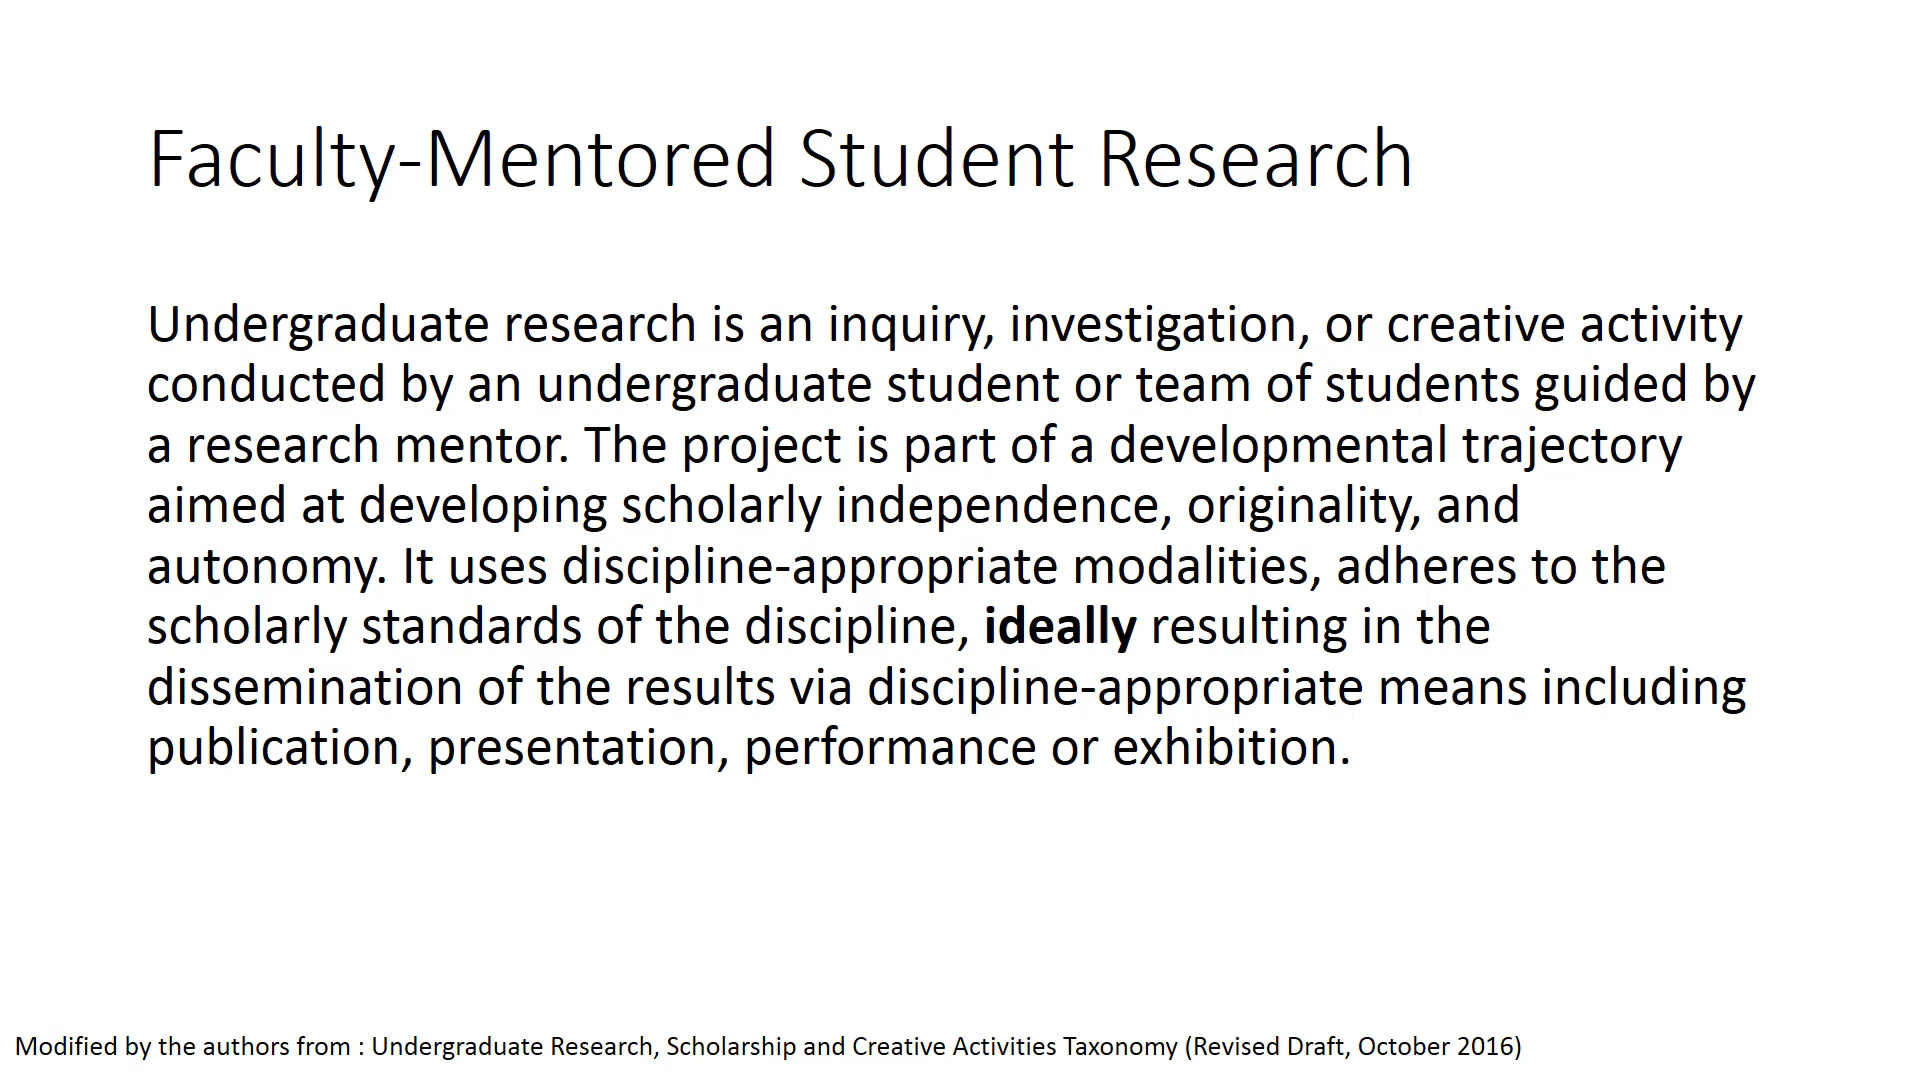 Faculty-Mentored Student Research
Undergraduate research is an inquiry, investigation, or creative activity
conducted by an undergraduate student or team of students guided by
a research mentor. The project is part of a developmental trajectory
aimed at developing scholarly independence, originality, and
autonomy. It uses discipline-appropriate modalities, adheres to the
scholarly standards of the discipline, ideally resulting in the
dissemination of the results via discipline-appropriate means including
publication, presentation, performance or exhibition.
Modified by the authors from : Undergraduate Research, Scholarship and Creative Activities Taxonomy (Revised Draft, October 2016)